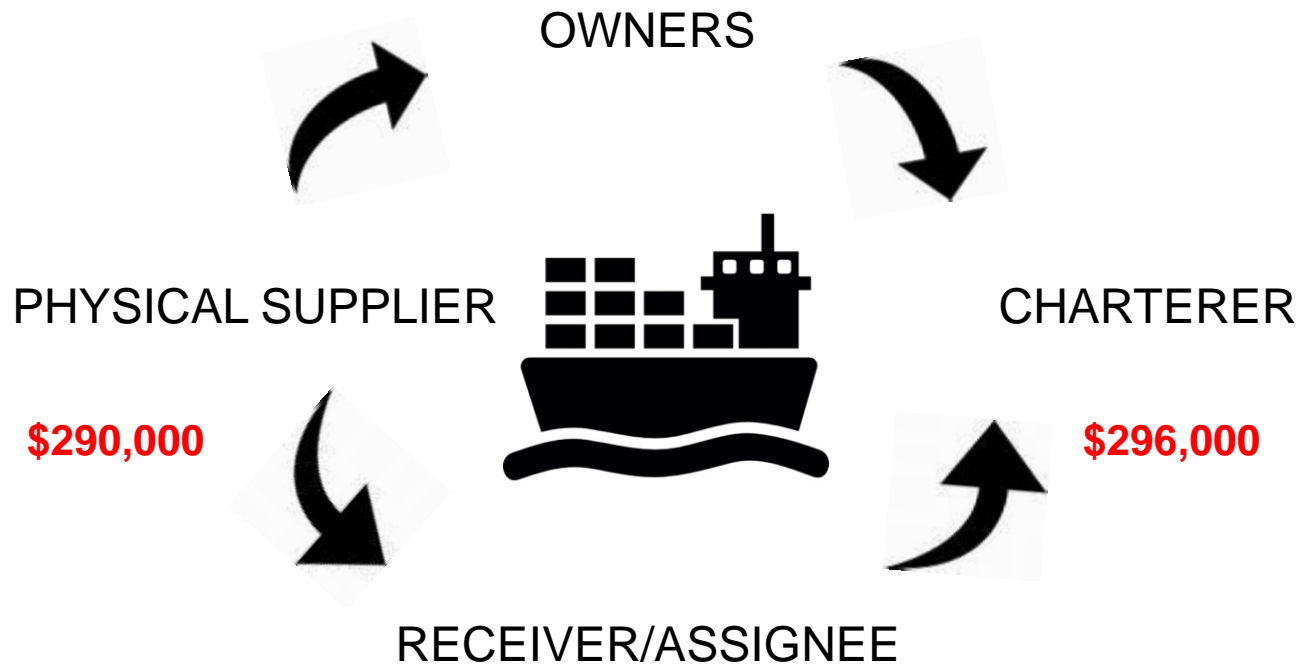 OWNERS
PHYSICAL SUPPLIER
CHARTERER
$290,000
$296,000
RECEIVER/ASSIGNEE